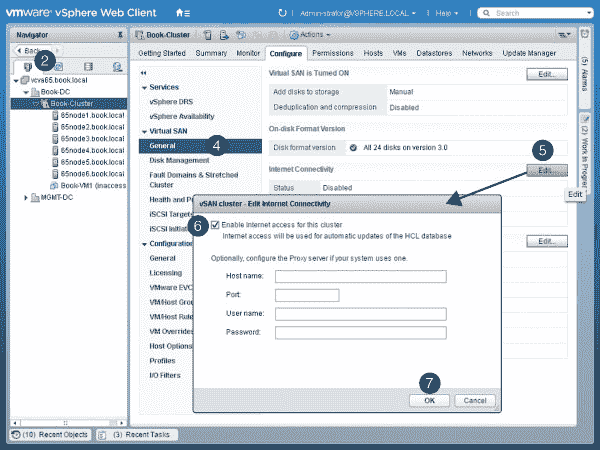 vmware® vSphere Web Client
Administrator@VSPHERE.LOCAL
Help
Search
Navigator
Back
2
vcva65.book.local
Book-DC
Book-Cluster
65node1.book.local
65node2.book.local
65node3.book.local
65node4.book.local
65node5.book.local
65node6.book.local
BookVM1 (inaccess
MGMT-DC
Book-Cluster
Actions
Getting Started Summary Monitor Configure Permissions Hosts VMs Datastores Networks Update Manager
Services
vSphere DRS
vSphere Availability
Virtual SAN
General
4
Disk Management
Fault Domains & Stretched
Cluster
Health and P
iSCSI Targets
iSCSI Initiat
Configuration
General
Licensing
VMware EVC
VM/Host Grou
VM/Host Rule
VM Overrides
Host Options
Profiles
I/O Filters
Virtual SAN is Turned ON
Edit...
Add disks to storage Manual
Deduplication and compression Disabled
On-disk Format Version
Disk format version All 24 disks on version 3.0
5
Internet Connectivity
Edit...
Status Disabled
Edit
Edit...
vSAN cluster - Edit Internet Connectivity
6
Enable Internet access for this cluster
Internet access will be used for automatic updates of the HCL database
Optionally, configure the Proxy server if your system uses one.
Host name:
Port:
User name:
Password:
7
OK Cancel
(5) Alarms
(2) Work In Progres
(10) Recent Objects
(3) Recent Tasks